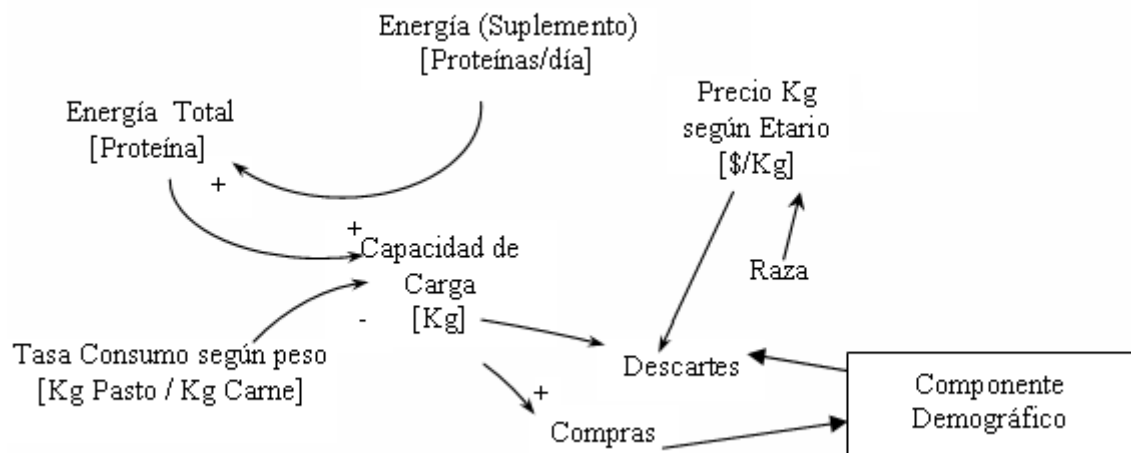 Energía (Suplemento)
[Proteínas/día]
Precio Kg
según Etario
[$/Kg]
Energía Total
[Proteína]
+
+
Capacidad de
Carga
[Kg]
-
Raza
Tasa Consumo según peso
[Kg Pasto / Kg Carne]
Descartes
+
Compras
Componente
Demográfico